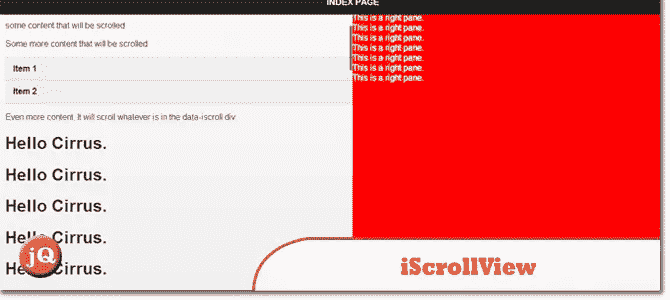 INDEX PAGE
some content that will be scrolled
Some more content that will be scrolled
Item 1
Item 2
Even more content. It will scroll whatever is in the data-iscroll div
Hello Cirrus.
Hello Cirrus.
Hello Cirrus.
Hello Cirrus.
Hello Cirrus.
This is a right pane.
This is a right pane.
This is a right pane.
This is a right pane.
This is a right pane.
This is a right pane.
This is a right pane.
jQ
iScrollView